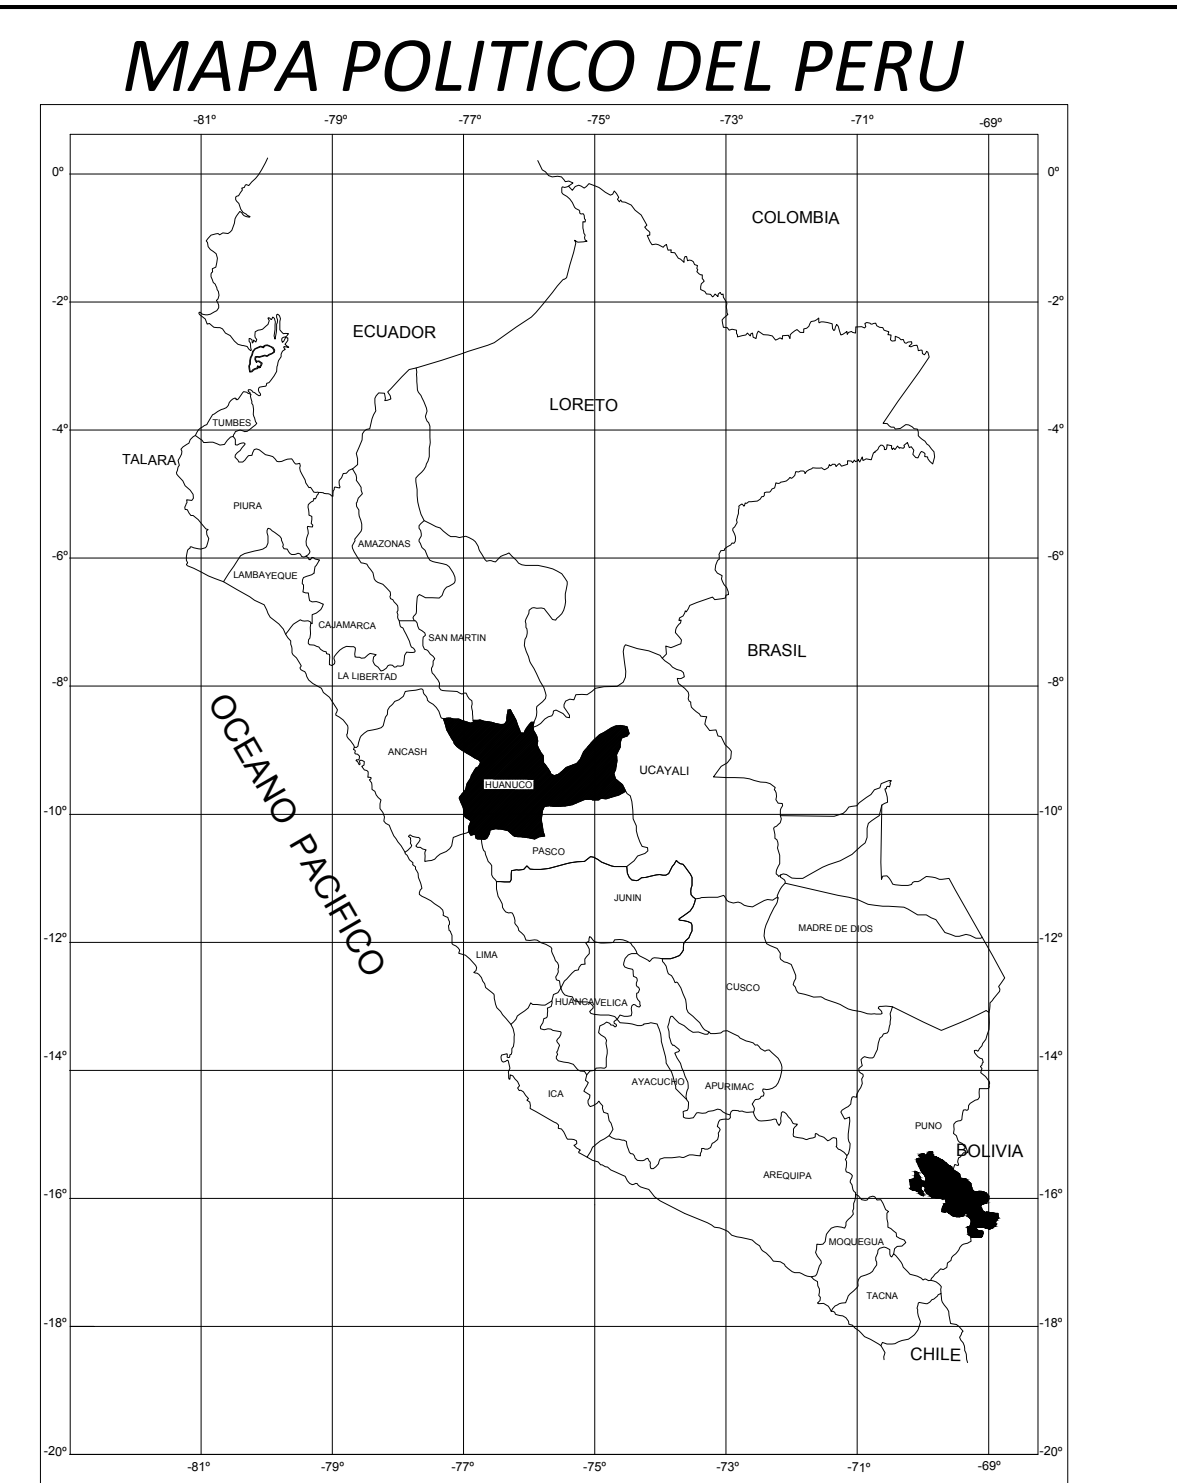 MAPA POLITICO DEL PERU
-81º -79º -77º -75º -73º -71º -69º
0º 0º
COLOMBIA
-2º -2º
ECUADOR
LORETO
TUMBES
-4º -4º
TALARA
PIURA
AMAZONAS
-6º -6º
LAMBAYEQUE
CAJAMARCA
SAN MARTIN
BRASIL
LA LIBERTAD
-8º -8º
OCEANO PACIFICO
ANCASH
UCAYALI
HUANUCO
-10º -10º
PASCO
JUNIN
MADRE DE DIOS
-12º -12º
LIMA
CUSCO
HUANCAVELICA
-14º -14º
AYACUCHO
APURIMAC
ICA
PUNO
BOLIVIA
AREQUIPA
-16º -16º
MOQUEGUA
TACNA
-18º -18º
CHILE
-20º -20º
-81º -79º -77º -75º -73º -71º -69º